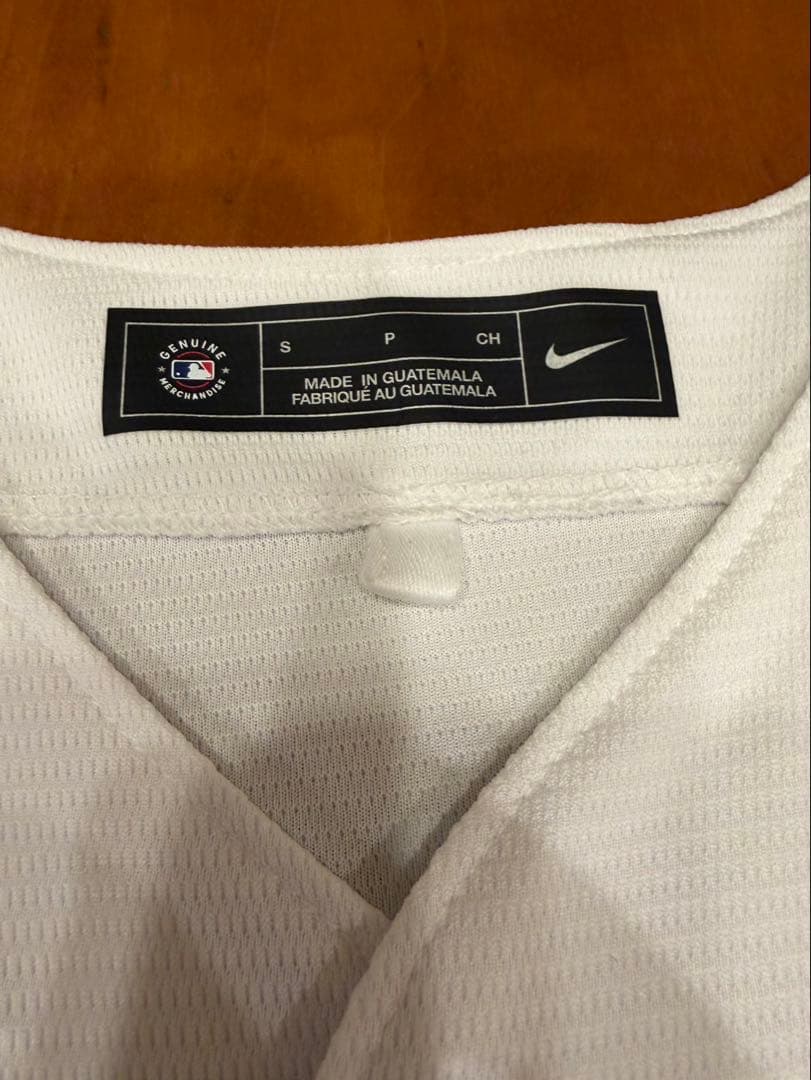 GENUINE
MERCHANDISE
S P CH
MADE IN GUATEMALA
FABRIQUÉ AU GUATEMALA